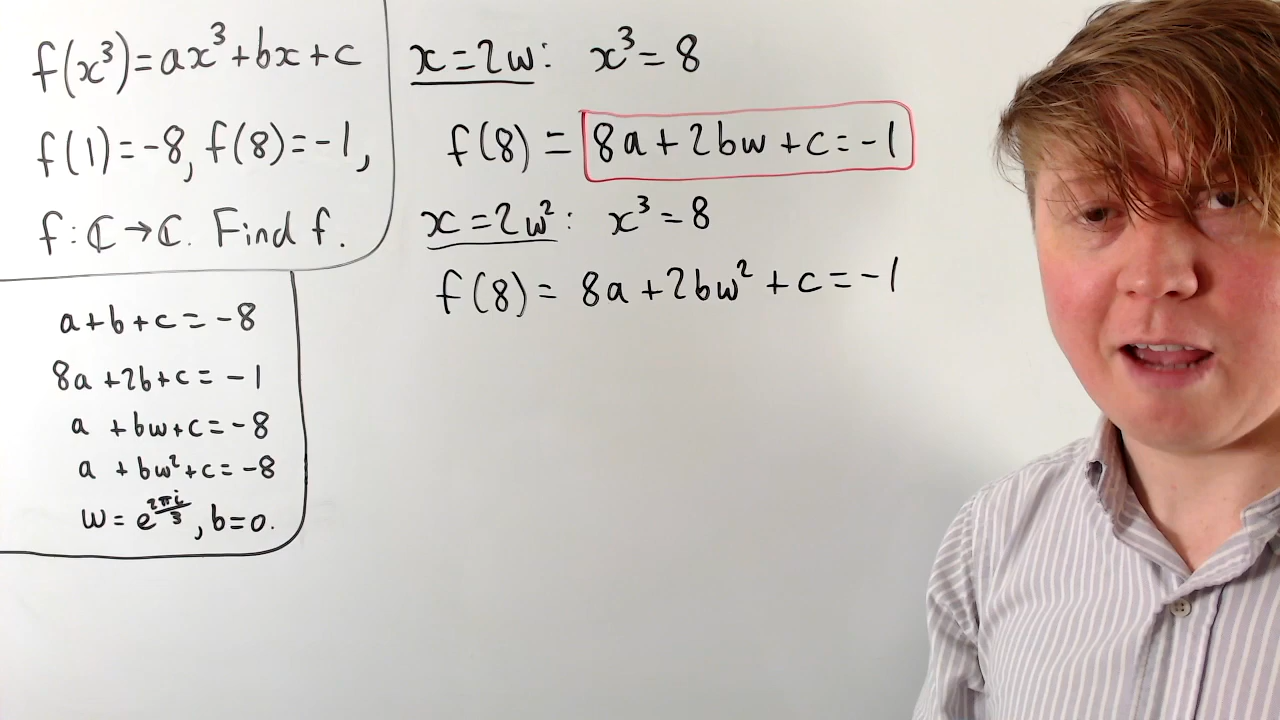 f(x³)=ax³+bx+c
f(1)=-8, f(8)=-1,
f:ℂ→ℂ. Find f.
a+b+c=-8
8a+2b+c=-1
a+bw+c=-8
a+bw²+c=-8
w=e^(2πi/3), b=0.
x=2w: x³=8
f(8)=8a+2bw+c=-1
x=2w²: x³=8
f(8)=8a+2bw²+c=-1